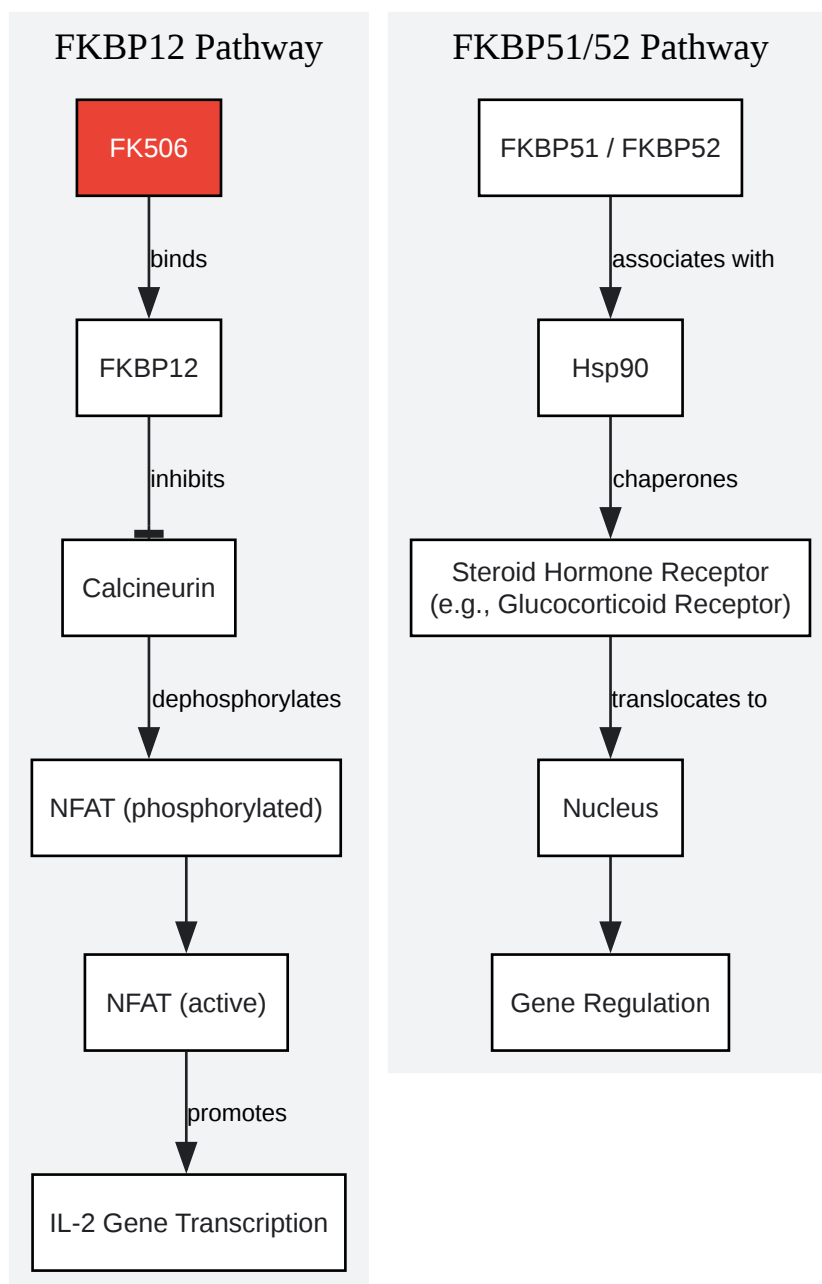 FKBP12 Pathway
FK506
binds
FKBP12
inhibits
Calcineurin
dephosphorylates
NFAT (phosphorylated)
NFAT (active)
promotes
IL-2 Gene Transcription
FKBP51/52 Pathway
FKBP51 / FKBP52
associates with
Hsp90
chaperones
Steroid Hormone Receptor
(e.g., Glucocorticoid Receptor)
translocates to
Nucleus
Gene Regulation